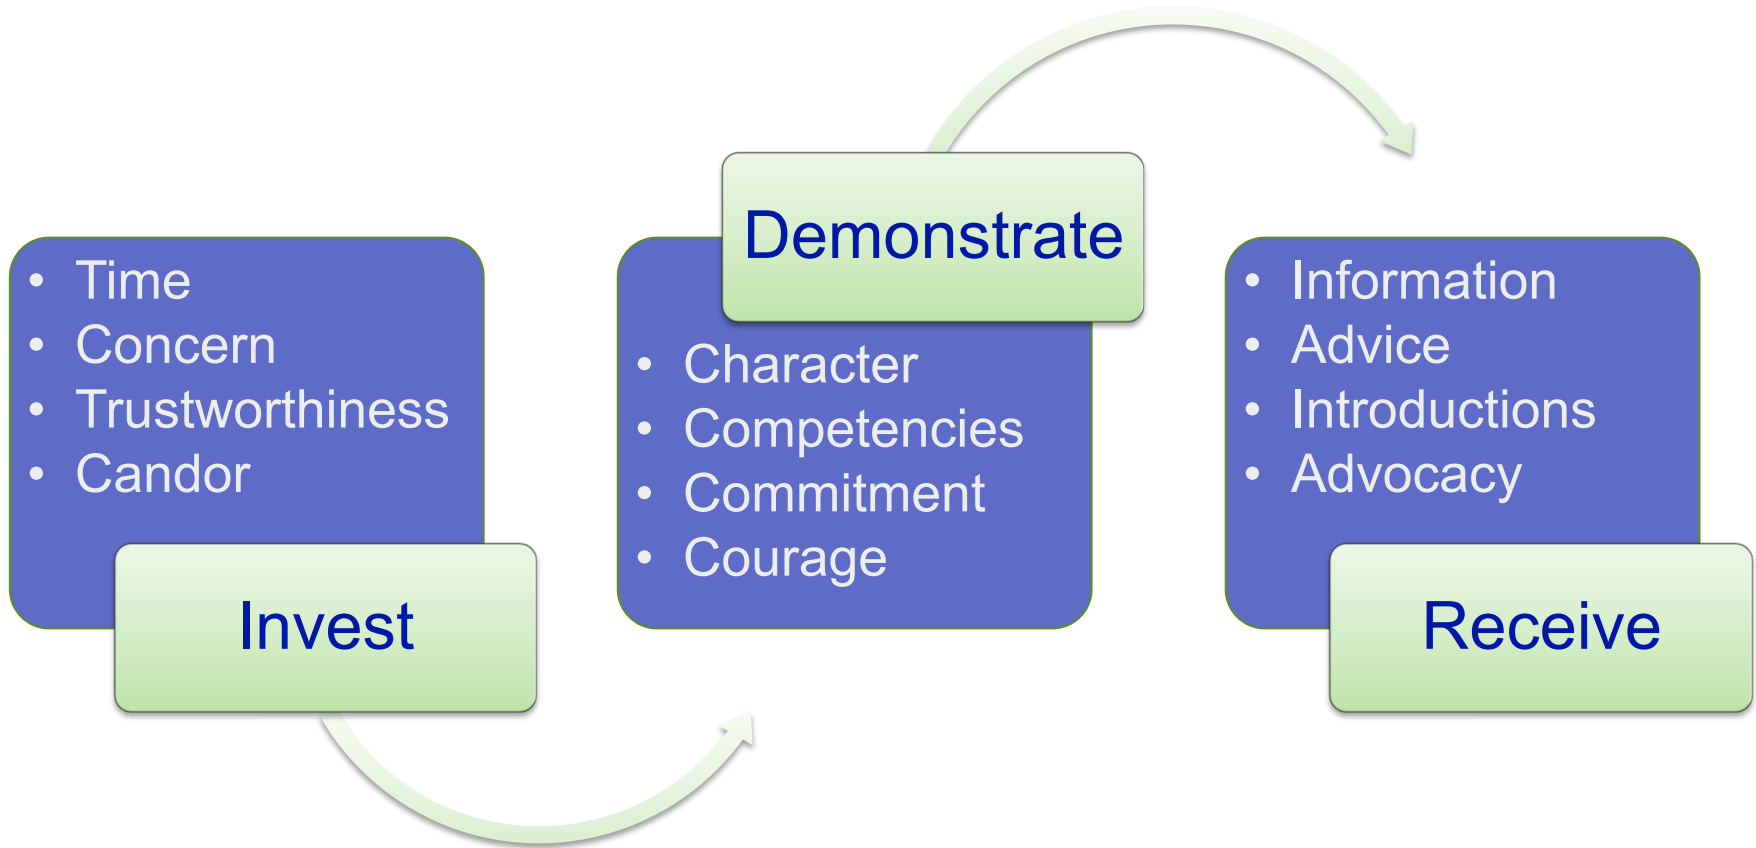 • Time
• Concern
• Trustworthiness
• Candor
Invest
Demonstrate
• Character
• Competencies
• Commitment
• Courage
• Information
• Advice
• Introductions
• Advocacy
Receive